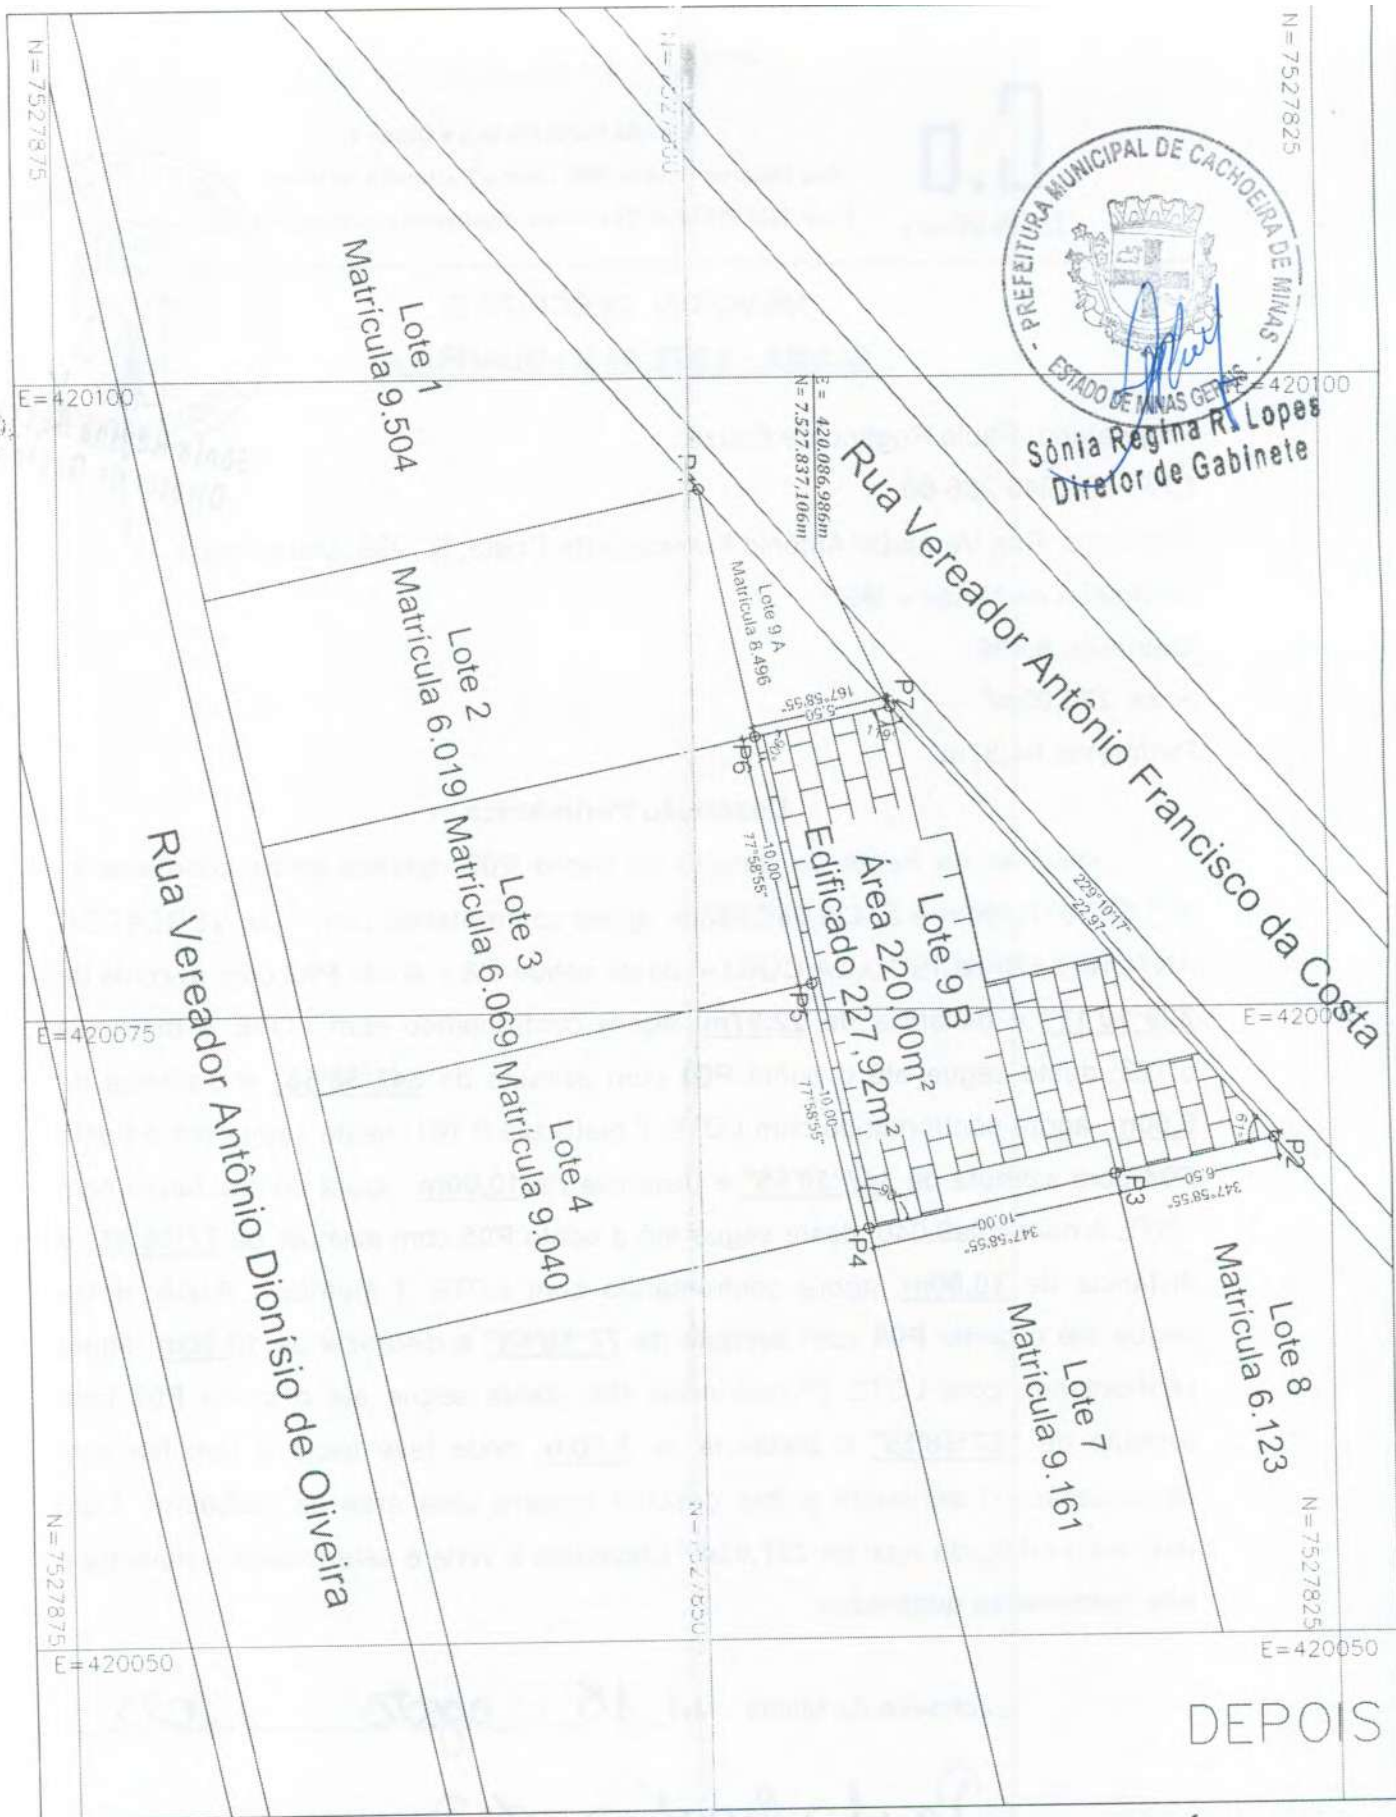 N=7527875
N=7527825
PREFEITURA MUNICIPAL DE CACHOEIRA DE MINAS
ESTADO DE MINAS GERAIS
Sônia Regina R. Lopes
Diretor de Gabinete
E=420100
E=420100
E= 420.086,986m
N= 7.527.837,106m
Rua Vereador Antônio Francisco da Costa
Lote 1
Matrícula 9.504
P1
Lote 9 A
Matrícula 8.496
Lote 2
Matrícula 6.019
Lote 3
Matrícula 6.069
Lote 4
Matrícula 9.040
P7
167°58'55"
5.50
119°
P6
90°
10.00
77°58'55"
Lote 9 B
Área 220,00m²
Edificado 227,92m²
229°10'17"
22.97
P5
10.00
77°58'55"
61°
P2
6.50
347°58'55"
P3
10.00
347°58'55"
90°
P4
E=420075
E=420075
Lote 8
Matrícula 6.123
Lote 7
Matrícula 9.161
Rua Vereador Antônio Dionísio de Oliveira
N=7527875
N=7527850
N=7527825
E=420050
E=420050
DEPOIS